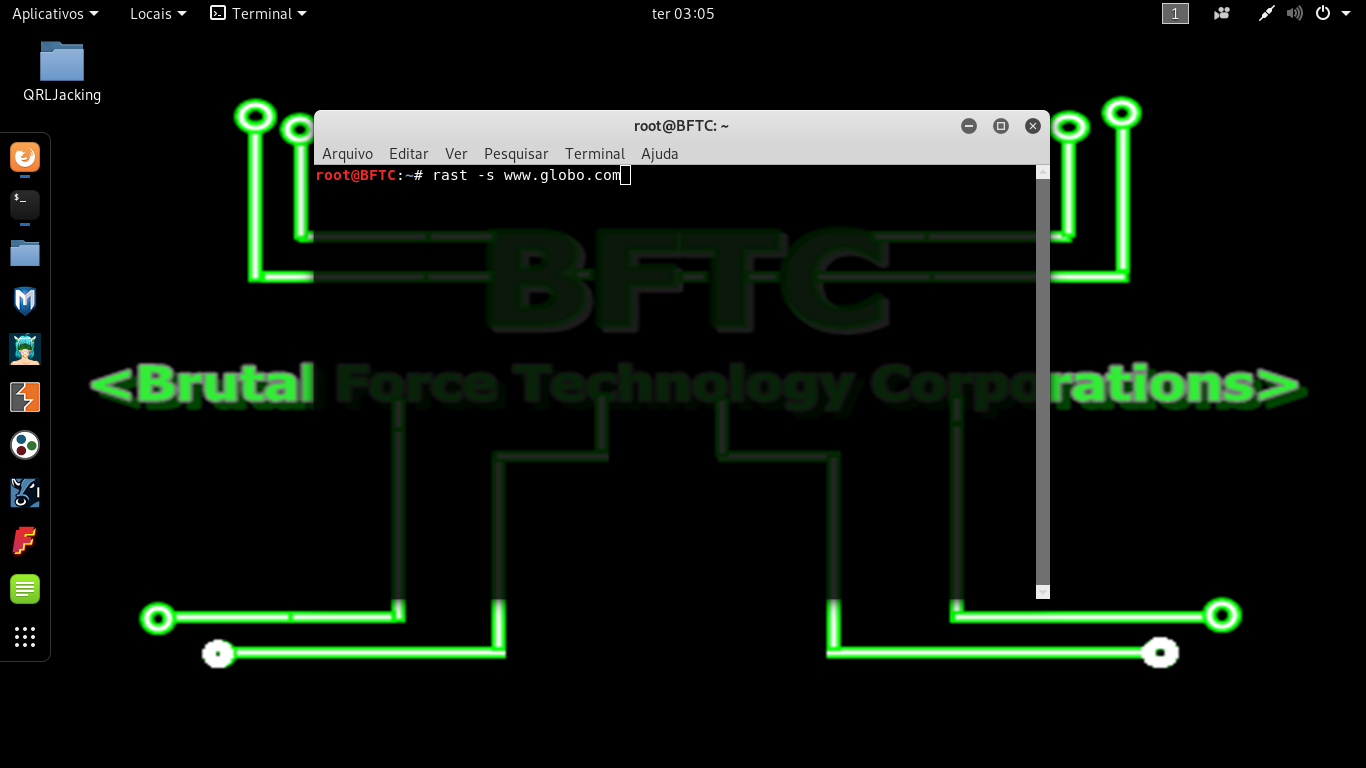 Aplicativos Locais Terminal ter 03:05 1
QRLJacking
root@BFTC: ~
Arquivo Editar Ver Pesquisar Terminal Ajuda
root@BFTC:~# rast -s www.globo.com
BFTC
<Brutal Force Technology Corporations>